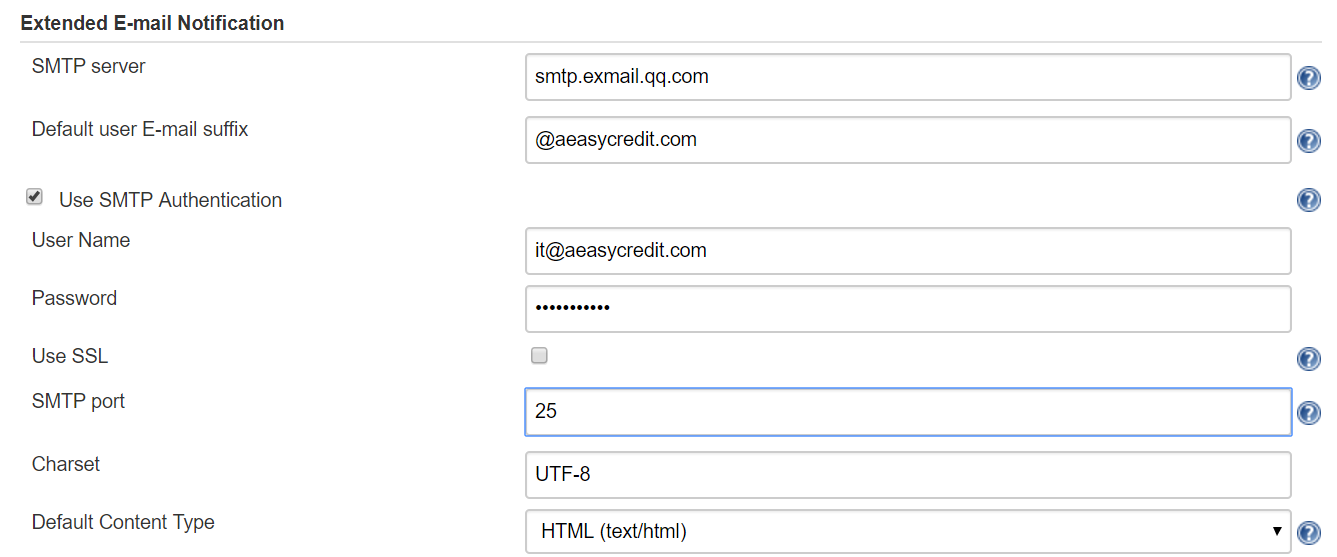 Extended E-mail Notification
SMTP server
smtp.exmail.qq.com
Default user E-mail suffix
@aeasycredit.com
Use SMTP Authentication
User Name
it@aeasycredit.com
Password
•••••••••••
Use SSL
SMTP port
25
Charset
UTF-8
Default Content Type
HTML (text/html)